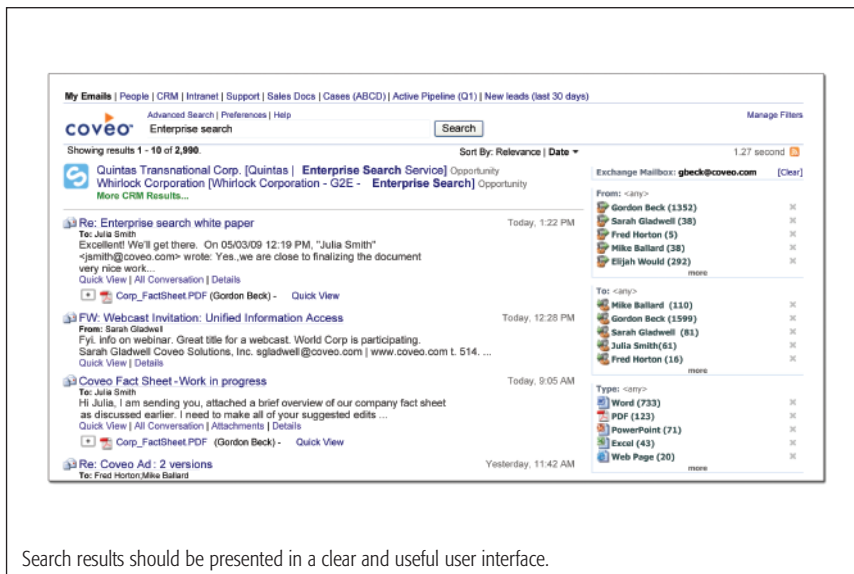 My Emails | People | CRM | Intranet | Support | Sales Docs | Cases (ABCD) | Active Pipeline (Q1) | New leads (last 30 days)
Advanced Search | Preferences | Help
Manage Filters
coveo™
Enterprise search
Search
Showing results 1 - 10 of 2,990.
Sort By: Relevance | Date
1.27 second
Quintas Transnational Corp. [Quintas | Enterprise Search Service] Opportunity
Whirlock Corporation [Whirlock Corporation - G2E - Enterprise Search] Opportunity
More CRM Results...
Re: Enterprise search white paper
Today, 1:22 PM
To: Julia Smith
Excellent! We'll get there. On 05/03/09 12:19 PM, "Julia Smith"
<jsmith@coveo.com> wrote: Yes.,we are close to finalizing the document
very nice work...
Quick View | All Conversation | Details
Corp_FactSheet.PDF (Gordon Beck) - Quick View
FW: Webcast Invitation: Unified Information Access
Today, 12:28 PM
From: Sarah Gladwell
Fyi. info on webinar. Great title for a webcast. World Corp is participating.
Sarah Gladwell Coveo Solutions, Inc. sgladwell@coveo.com | www.coveo.com t. 514. ...
Quick View | Details
Coveo Fact Sheet -Work in progress
Today, 9:05 AM
To: Julia Smith
Hi Julia, I am sending you, attached a brief overview of our company fact sheet
as discussed earlier. I need to make all of your suggested edits ...
Quick View | All Conversation | Attachments | Details
Corp_FactSheet.PDF (Gordon Beck) - Quick View
Re: Coveo Ad : 2 versions
Yesterday, 11:42 AM
To: Fred Horton;Mike Ballard
Exchange Mailbox: gbeck@coveo.com [Clear]
From: <any>
Gordon Beck (1352)
Sarah Gladwell (38)
Fred Horton (5)
Mike Ballard (38)
Elijah Would (292)
more
To: <any>
Mike Ballard (110)
Gordon Beck (1599)
Sarah Gladwell (81)
Julia Smith(61)
Fred Horton (16)
more
Type: <any>
Word (733)
PDF (123)
PowerPoint (71)
Excel (43)
Web Page (20)
more
Search results should be presented in a clear and useful user interface.